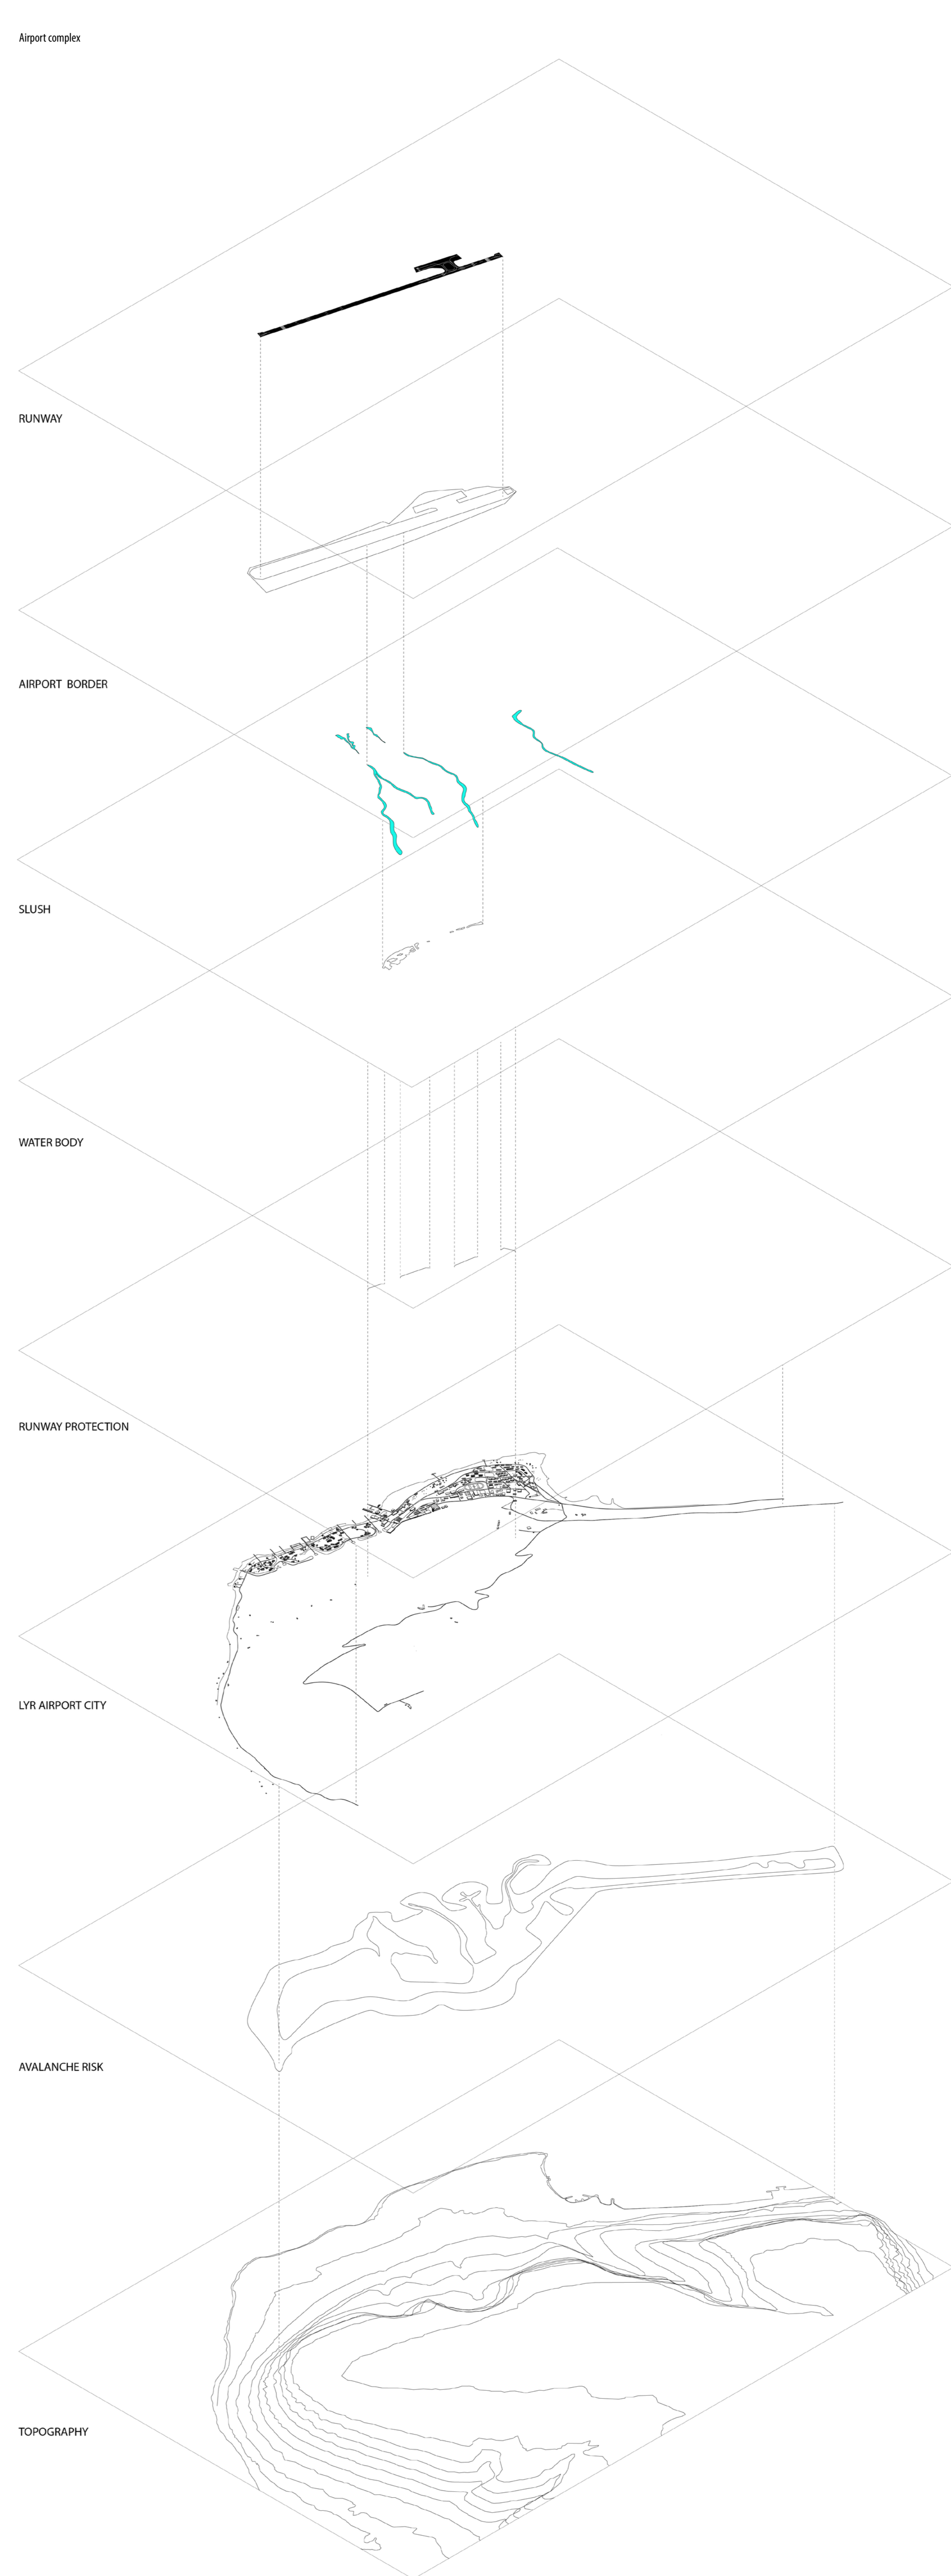 Airport complex
RUNWAY
AIRPORT BORDER
SLUSH
WATER BODY
RUNWAY PROTECTION
LYR AIRPORT CITY
AVALANCHE RISK
TOPOGRAPHY